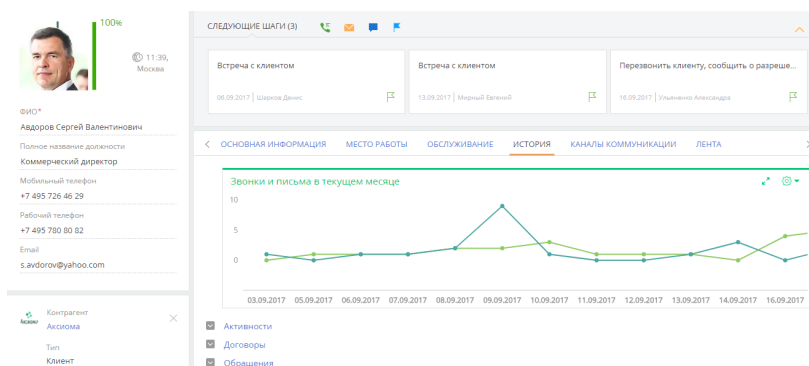 100%
11:39,
Москва
ФИО*
Авдоров Сергей Валентинович
Полное название должности
Коммерческий директор
Мобильный телефон
+7 495 726 46 29
Рабочий телефон
+7 495 780 80 82
Email
s.avdorov@yahoo.com
Аксиома
Контрагент
Аксиома
Тип
Клиент
СЛЕДУЮЩИЕ ШАГИ (3)
Встреча с клиентом
06.09.2017 | Шарков Денис
Встреча с клиентом
13.09.2017 | Мирный Евгений
Перезвонить клиенту, сообщить о разреше...
16.09.2017 | Ульяненко Александра
ОСНОВНАЯ ИНФОРМАЦИЯ МЕСТО РАБОТЫ ОБСЛУЖИВАНИЕ ИСТОРИЯ КАНАЛЫ КОММУНИКАЦИИ ЛЕНТА
Звонки и письма в текущем месяце
10
5
0
03.09.2017 05.09.2017 06.09.2017 07.09.2017 08.09.2017 09.09.2017 10.09.2017 11.09.2017 12.09.2017 13.09.2017 14.09.2017 16.09.2017
Активности
Договоры
Обращения